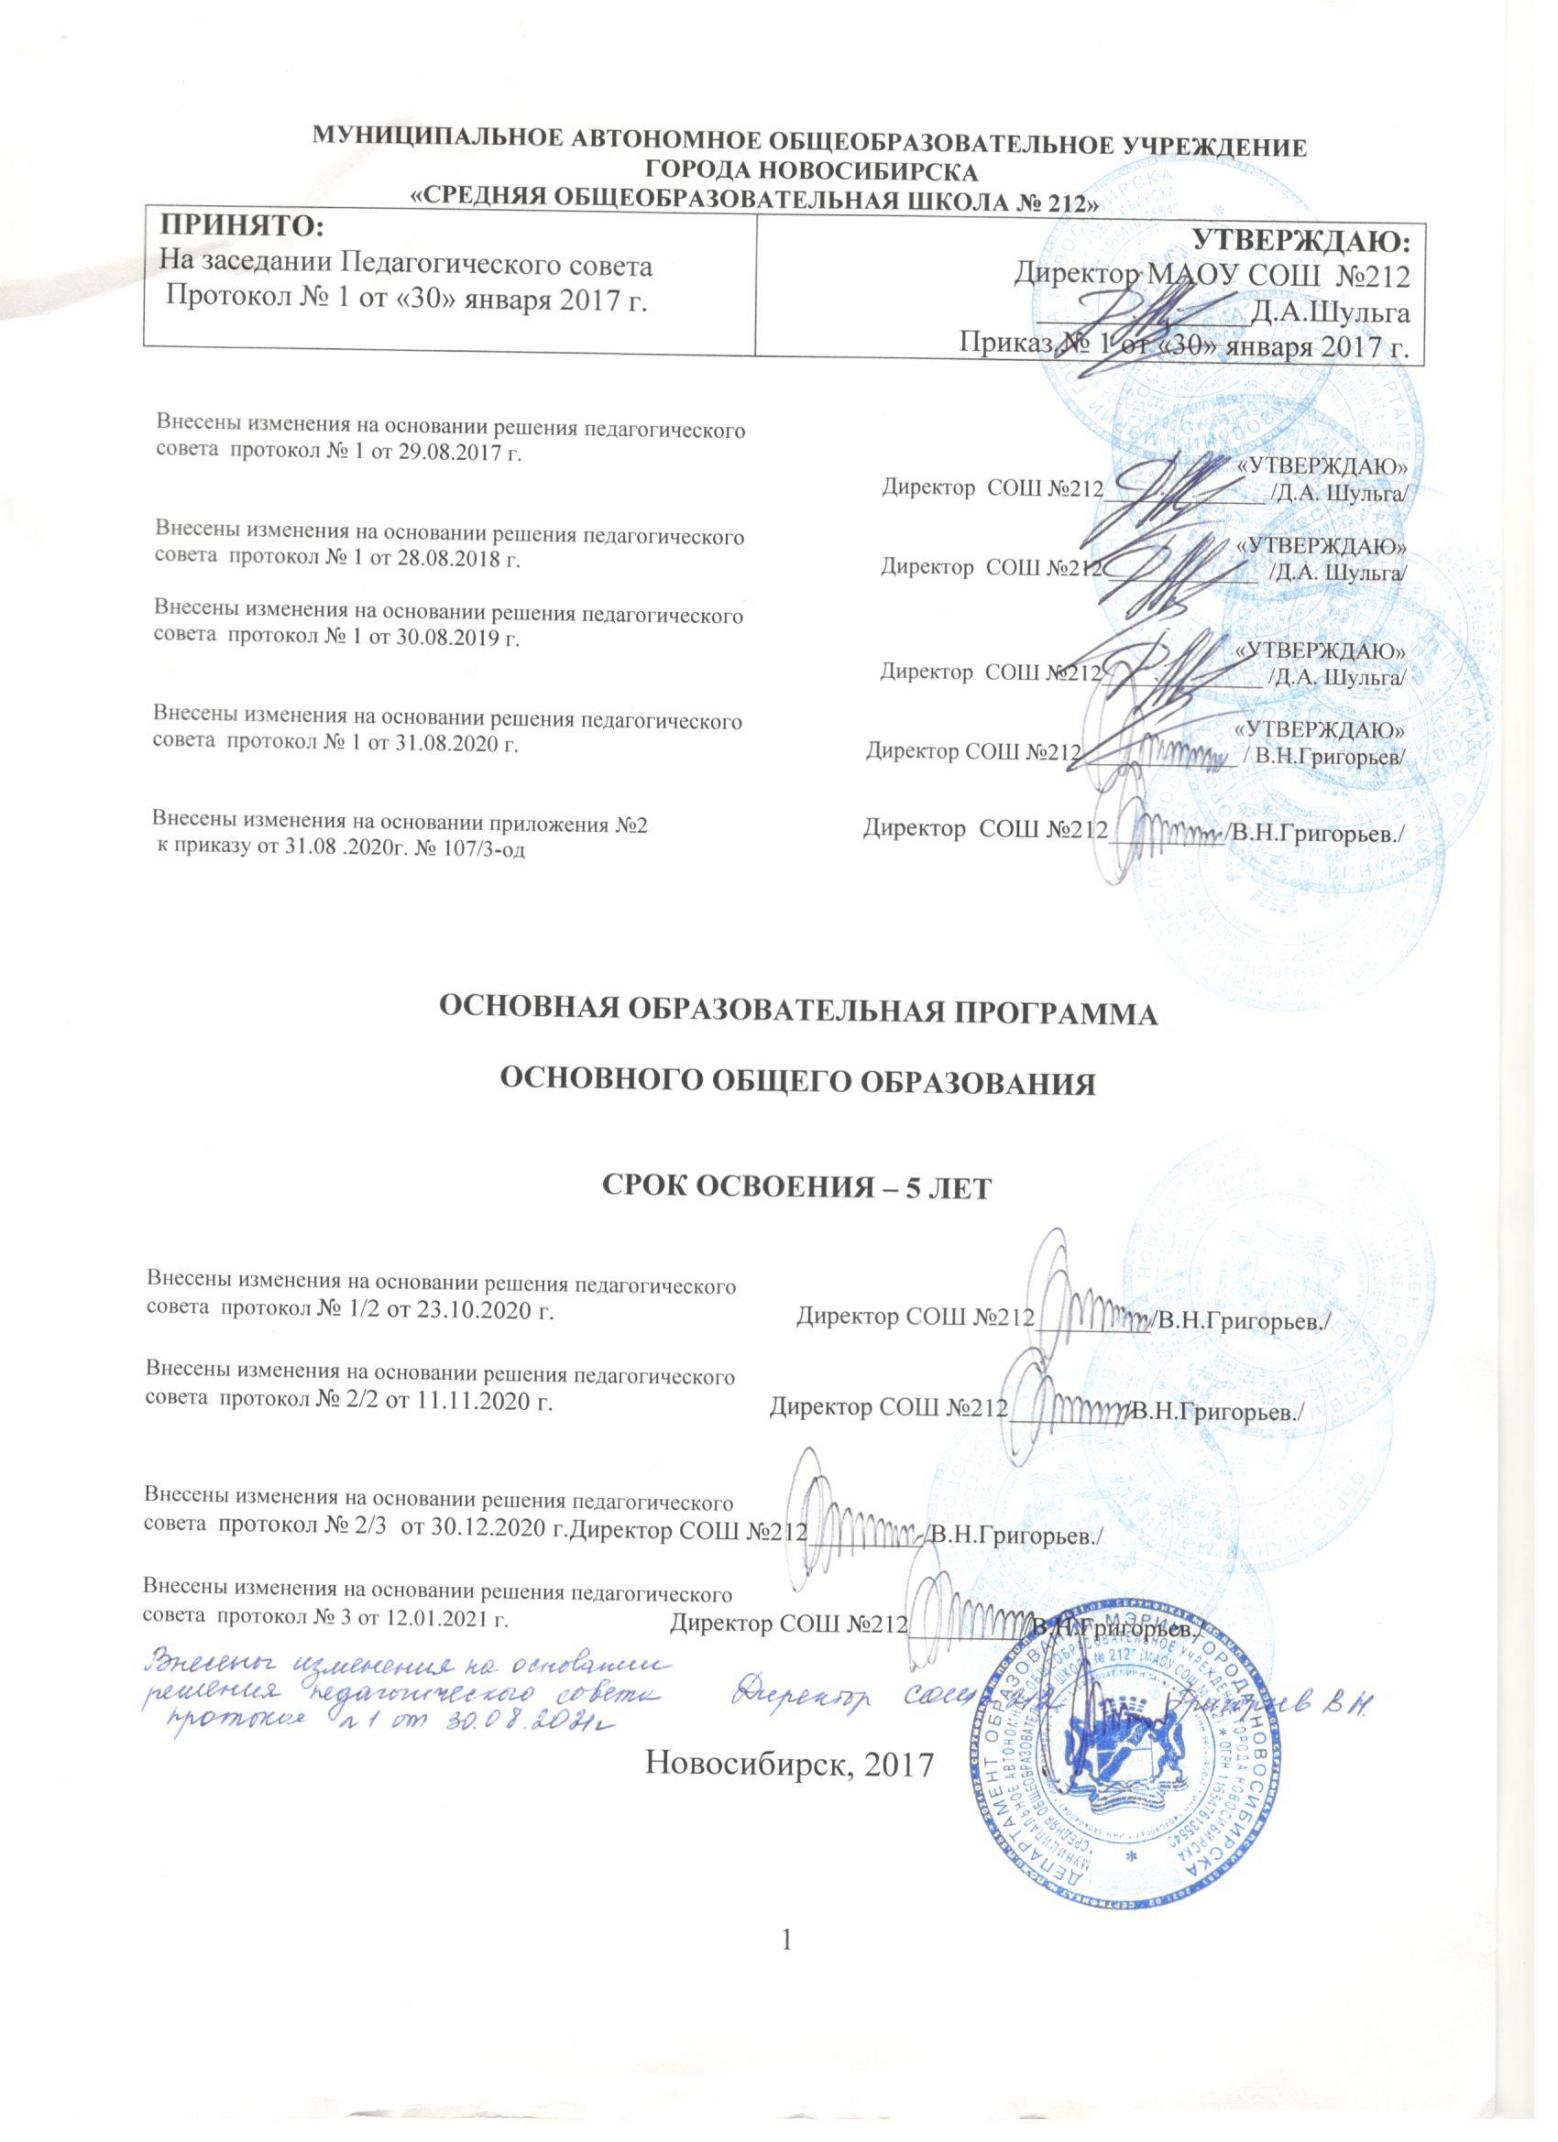 МУНИЦИПАЛЬНОЕ АВТОНОМНОЕ ОБЩЕОБРАЗОВАТЕЛЬНОЕ УЧРЕЖДЕНИЕ
ГОРОДА НОВОСИБИРСКА
«СРЕДНЯЯ ОБЩЕОБРАЗОВАТЕЛЬНАЯ ШКОЛА № 212»
ПРИНЯТО:
На заседании Педагогического совета
Протокол № 1 от «30» января 2017 г.
УТВЕРЖДАЮ:
Директор МАОУ СОШ №212
Д.А.Шульга
Приказ № 1 от «30» января 2017 г.
Внесены изменения на основании решения педагогического
совета протокол № 1 от 29.08.2017 г.
«УТВЕРЖДАЮ»
Директор СОШ №212 /Д.А. Шульга/
Внесены изменения на основании решения педагогического
совета протокол № 1 от 28.08.2018 г.
«УТВЕРЖДАЮ»
Директор СОШ №212 /Д.А. Шульга/
Внесены изменения на основании решения педагогического
совета протокол № 1 от 30.08.2019 г.
«УТВЕРЖДАЮ»
Директор СОШ №212 /Д.А. Шульга/
Внесены изменения на основании решения педагогического
совета протокол № 1 от 31.08.2020 г.
«УТВЕРЖДАЮ»
Директор СОШ №212 / В.Н.Григорьев/
Внесены изменения на основании приложения №2
к приказу от 31.08 .2020г. № 107/3-од
Директор СОШ №212 /В.Н.Григорьев./
ОСНОВНАЯ ОБРАЗОВАТЕЛЬНАЯ ПРОГРАММА
ОСНОВНОГО ОБЩЕГО ОБРАЗОВАНИЯ
СРОК ОСВОЕНИЯ – 5 ЛЕТ
Внесены изменения на основании решения педагогического
совета протокол № 1/2 от 23.10.2020 г. Директор СОШ №212 /В.Н.Григорьев./
Внесены изменения на основании решения педагогического
совета протокол № 2/2 от 11.11.2020 г. Директор СОШ №212 /В.Н.Григорьев./
Внесены изменения на основании решения педагогического
совета протокол № 2/3 от 30.12.2020 г.Директор СОШ №212 /В.Н.Григорьев./
Внесены изменения на основании решения педагогического
совета протокол № 3 от 12.01.2021 г. Директор СОШ №212 /В.Н.Григорьев./
Внесены изменения на основании
решения педагогического совета Директор СОШ 212 Григорьев В.Н.
протокол №1 от 30.08.2021г
ДЕПАРТАМЕНТ ОБРАЗОВАНИЯ МЭРИИ ГОРОДА НОВОСИБИРСКА
Новосибирск, 2017
1